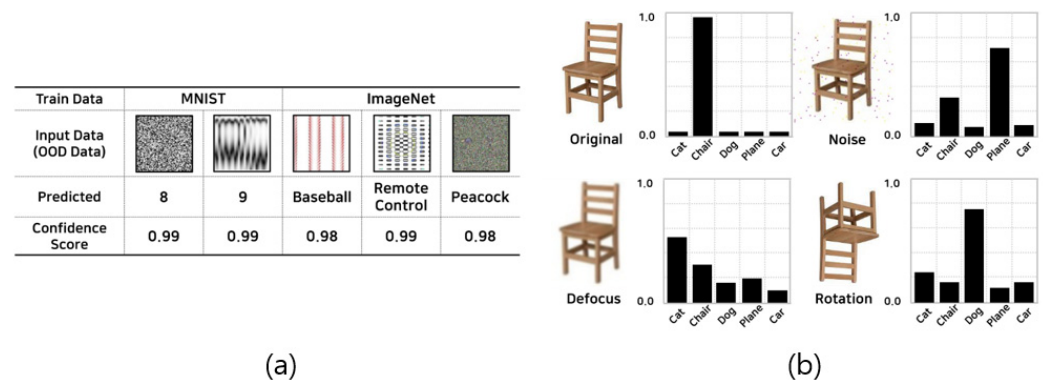 Train Data MNIST ImageNet
Input Data
(OOD Data)
Predicted 8 9 Baseball Remote
Control Peacock
Confidence
Score 0.99 0.99 0.98 0.99 0.98
(a)
1.0
0.0
Original
Cat Chair Dog Plane Car
1.0
0.0
Noise
Cat Chair Dog Plane Car
1.0
0.0
Defocus
Cat Chair Dog Plane Car
1.0
0.0
Rotation
Cat Chair Dog Plane Car
(b)